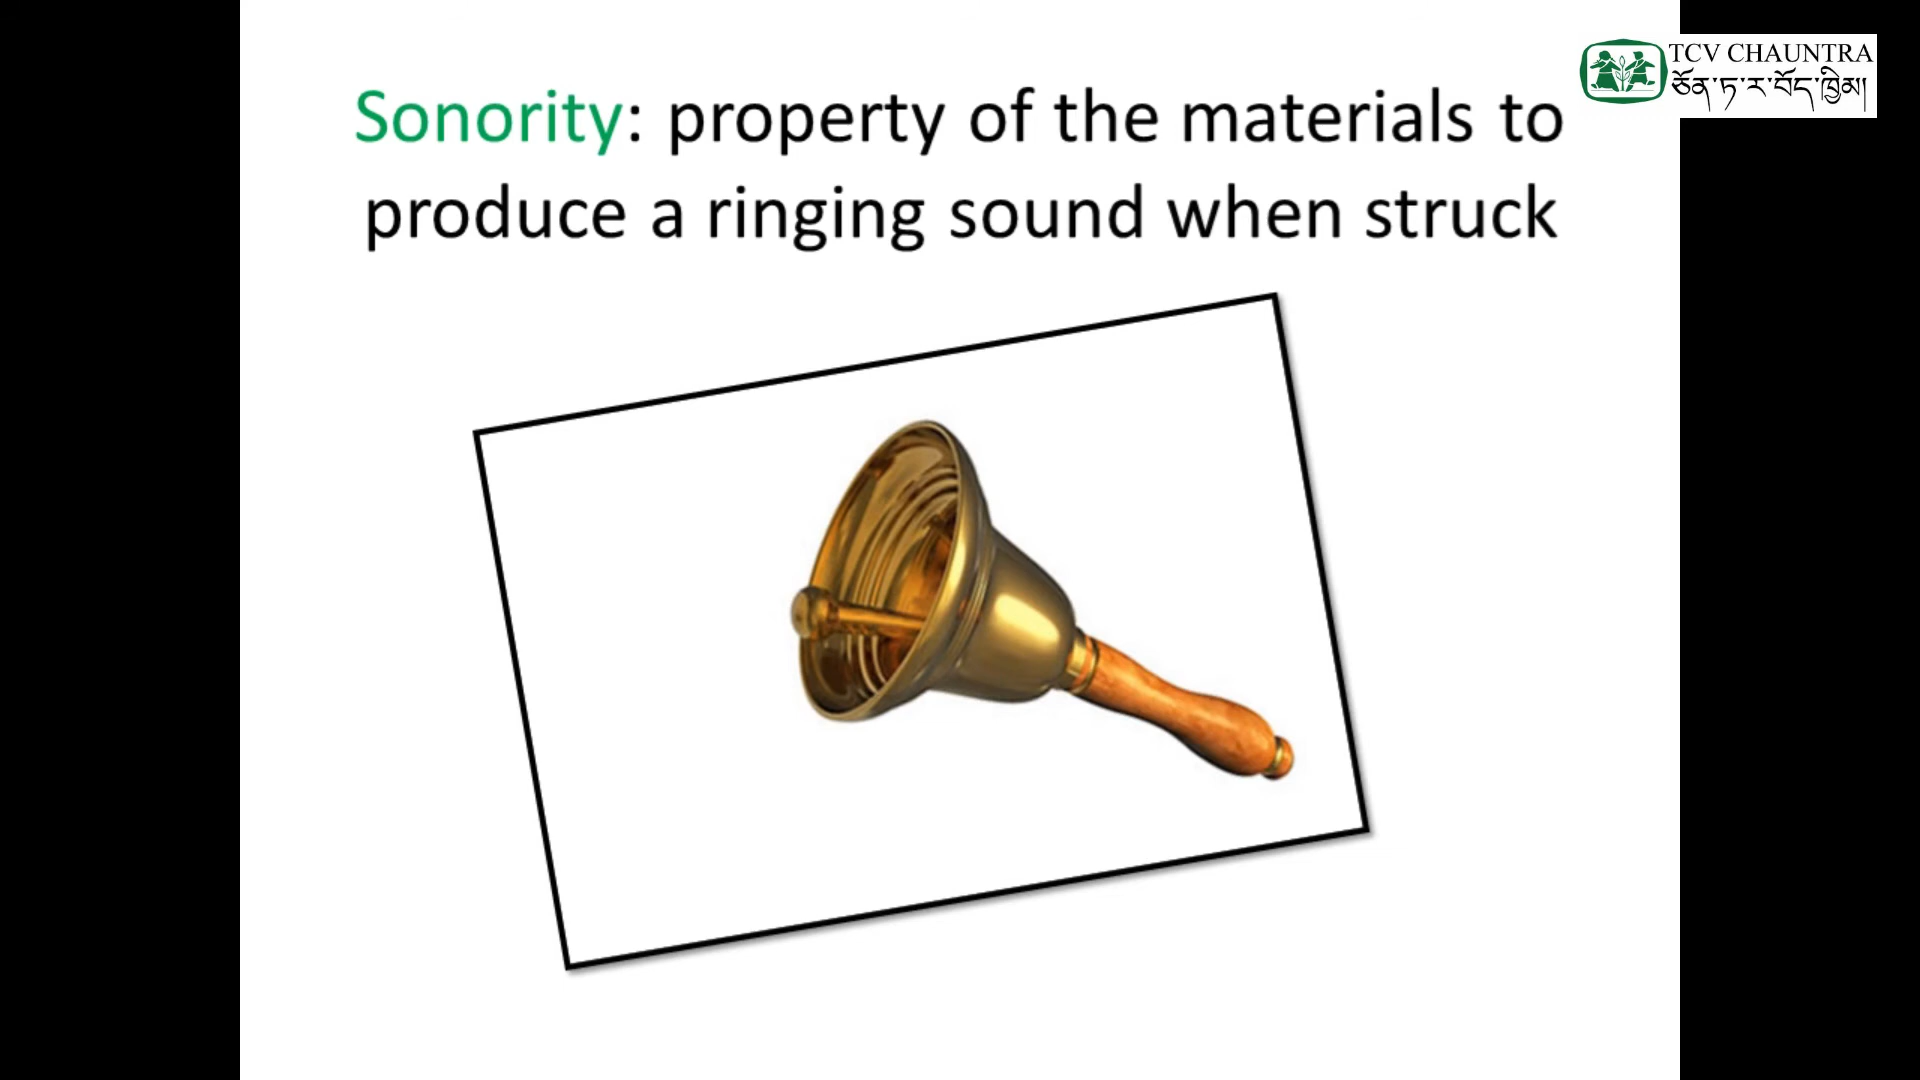 Sonority: property of the materials to
produce a ringing sound when struck
TCV CHAUNTRA
ཅོན་ཏ་ར་བོད་ཁྱིམ།